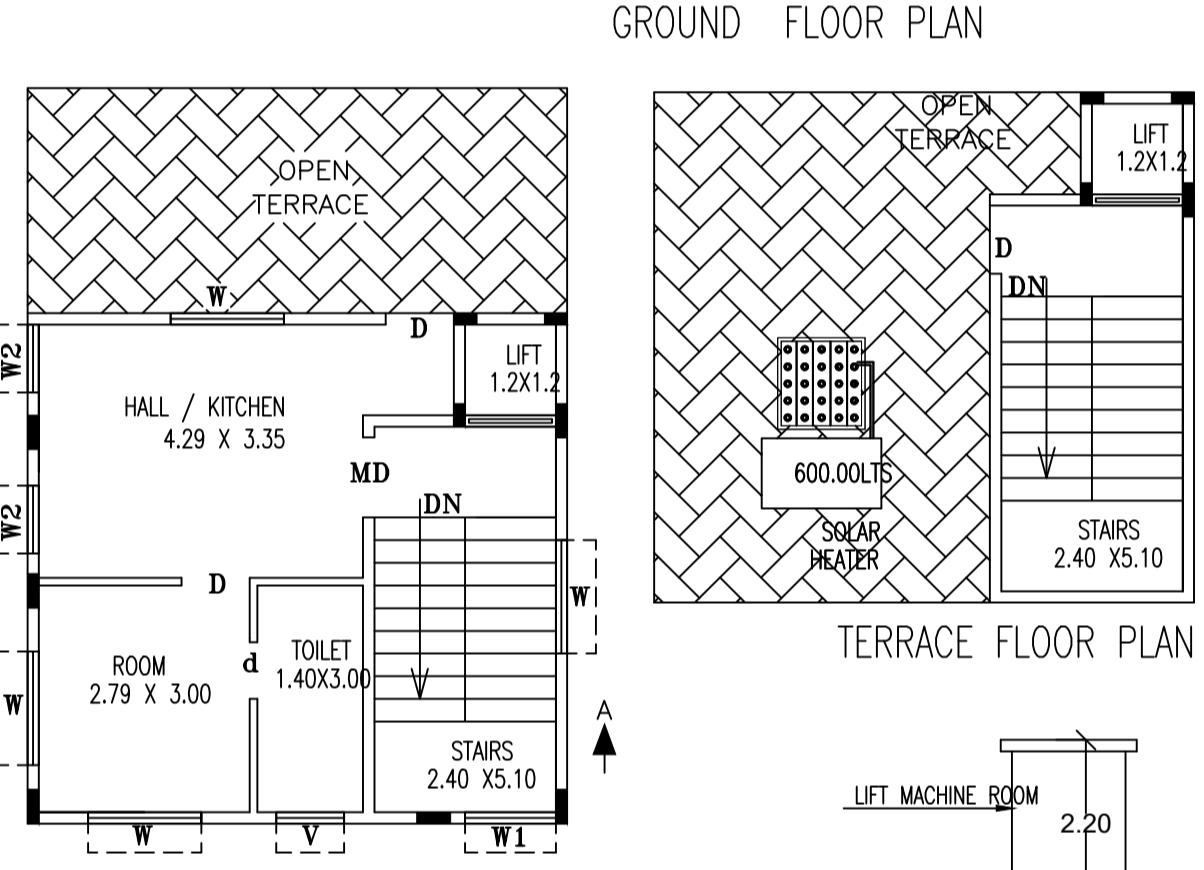 GROUND FLOOR PLAN
OPEN
TERRACE
W
D
W2
LIFT
1.2X1.2
HALL / KITCHEN
4.29 X 3.35
MD
W2
DN
D
W
ROOM
2.79 X 3.00
d
TOILET
1.40X3.00
W
STAIRS
2.40 X5.10
A
W
V
W1
OPEN
TERRACE
LIFT
1.2X1.2
D
DN
600.00LTS
SOLAR
HEATER
STAIRS
2.40 X5.10
TERRACE FLOOR PLAN
LIFT MACHINE ROOM
2.20